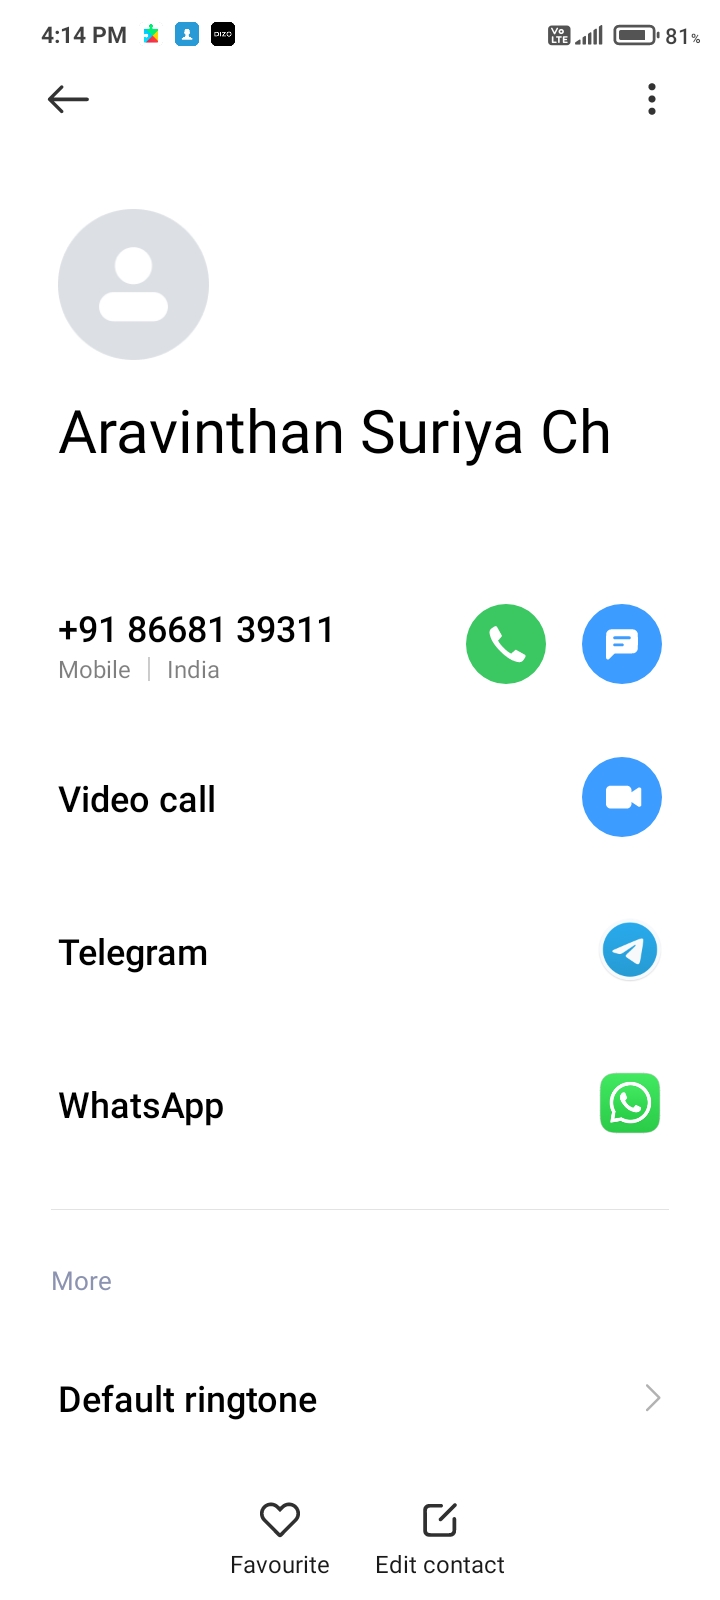 4:14 PM DIZO Vo LTE 81%
Aravinthan Suriya Ch
+91 86681 39311
Mobile | India
Video call
Telegram
WhatsApp
More
Default ringtone
Favourite Edit contact